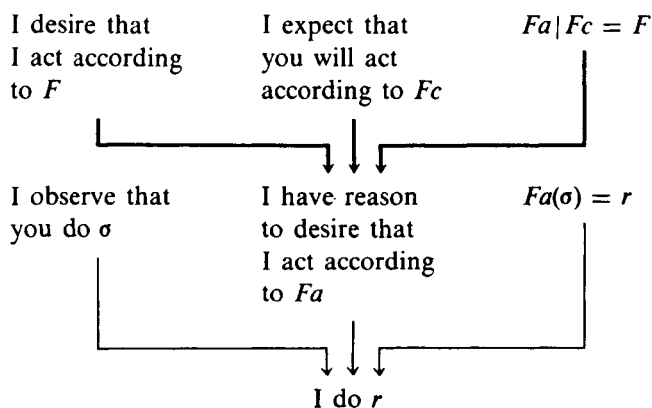 I desire that
I act according
to F
I expect that
you will act
according to Fc
Fa|Fc = F
I observe that
you do σ
I have reason
to desire that
I act according
to Fa
Fa(σ) = r
I do r